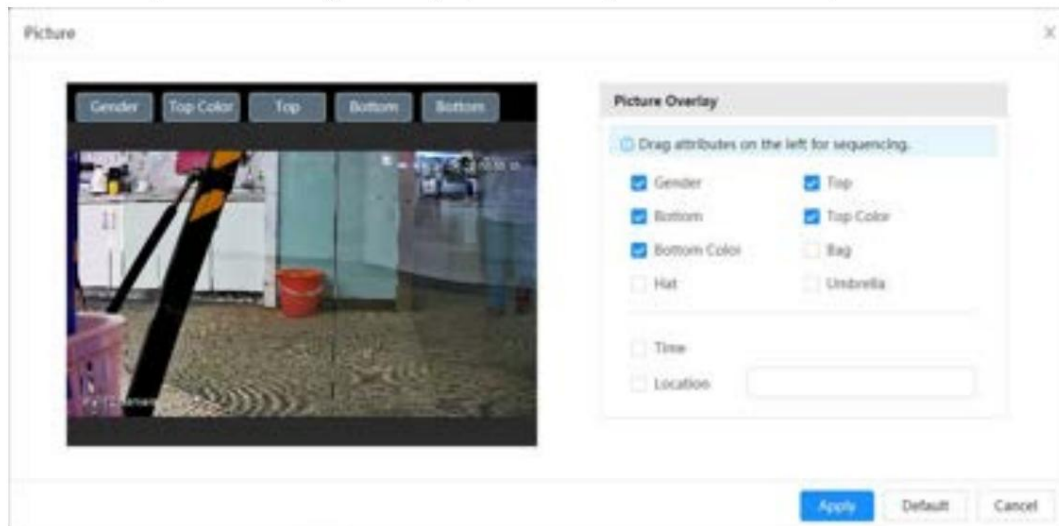 Picture
Gender Top Color Top Bottom Bottom
Picture Overlay
Drag attributes on the left for sequencing.
Gender Top
Bottom Top Color
Bottom Color Bag
Hat Umbrella
Time
Location
Apply Default Cancel